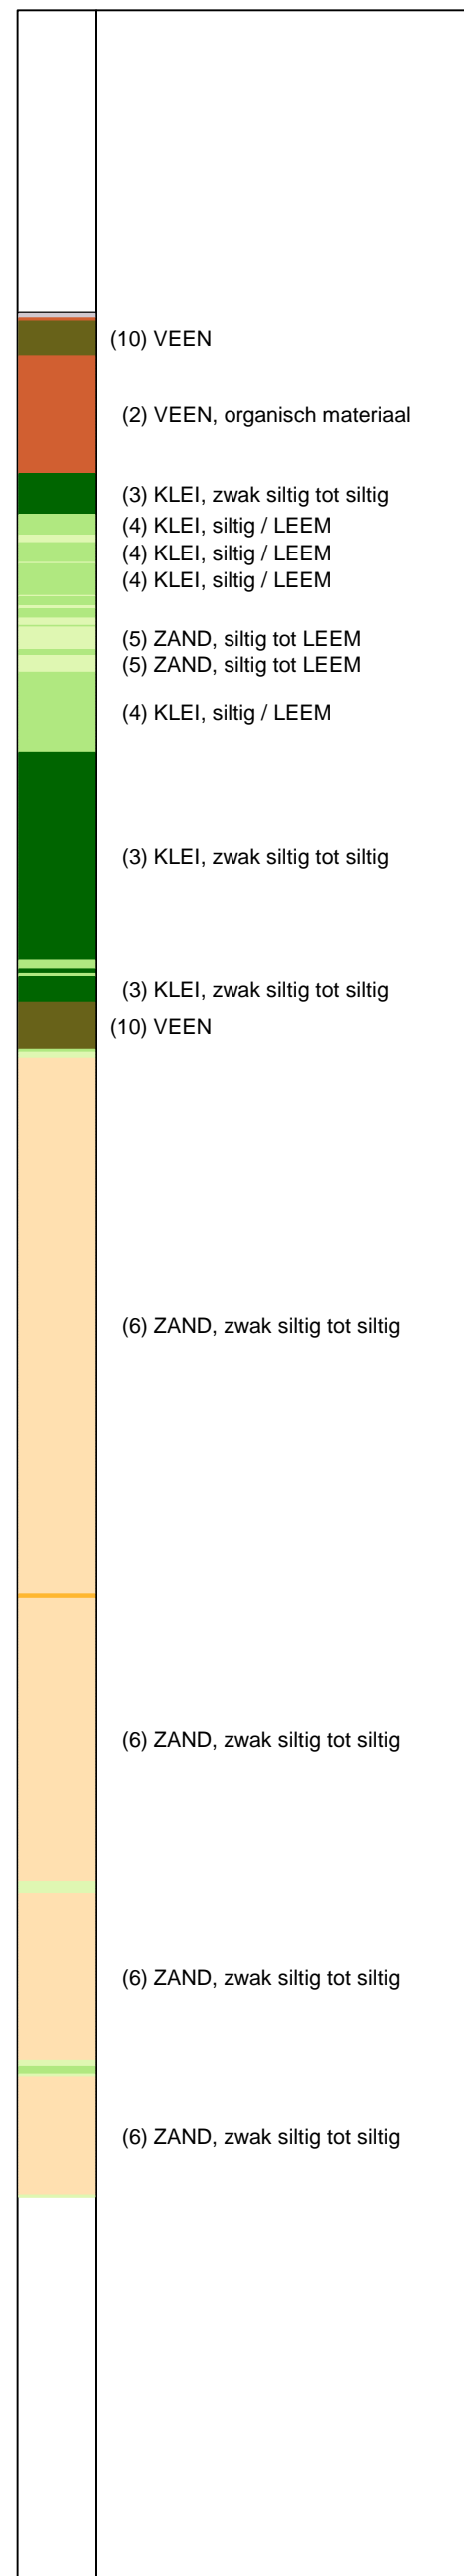 (10) VEEN
(2) VEEN, organisch materiaal
(3) KLEI, zwak siltig tot siltig
(4) KLEI, siltig / LEEM
(4) KLEI, siltig / LEEM
(4) KLEI, siltig / LEEM
(5) ZAND, siltig tot LEEM
(5) ZAND, siltig tot LEEM
(4) KLEI, siltig / LEEM
(3) KLEI, zwak siltig tot siltig
(3) KLEI, zwak siltig tot siltig
(10) VEEN
(6) ZAND, zwak siltig tot siltig
(6) ZAND, zwak siltig tot siltig
(6) ZAND, zwak siltig tot siltig
(6) ZAND, zwak siltig tot siltig